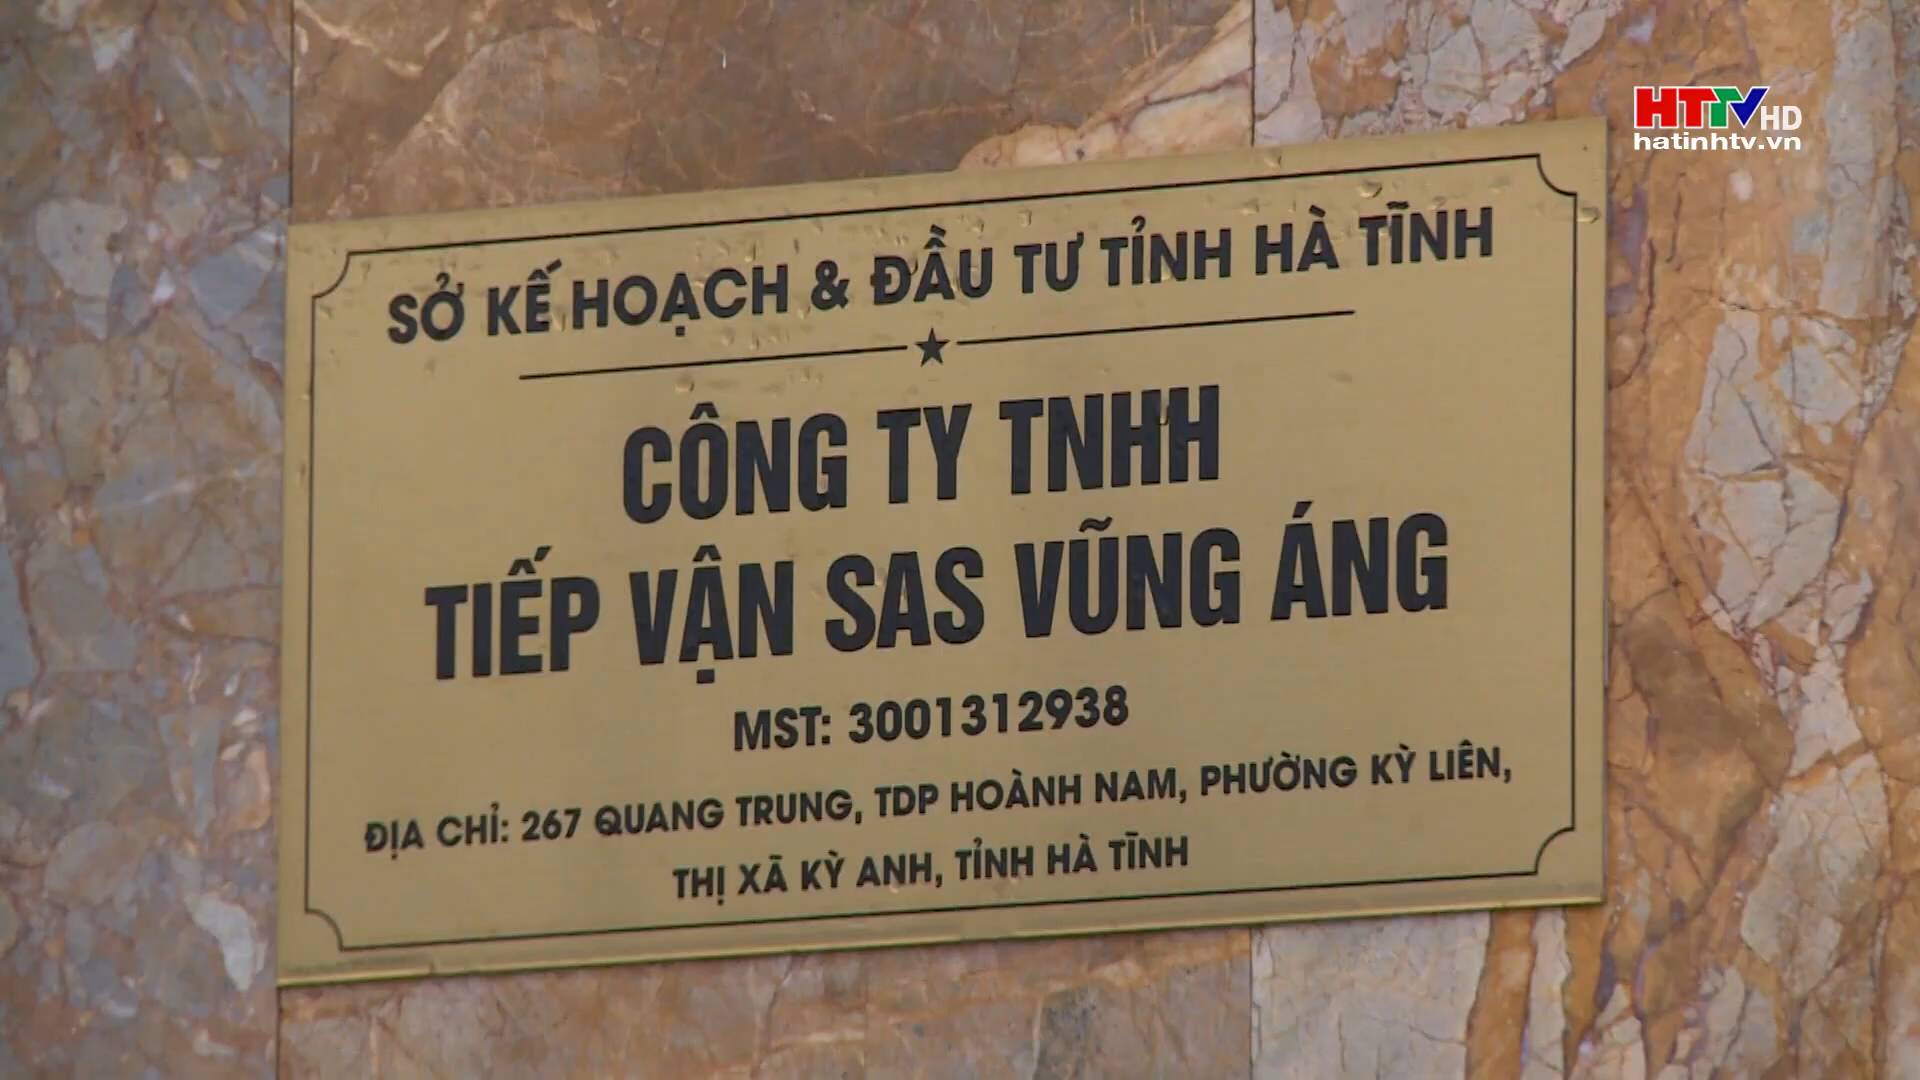 HTTV HD
hatinhtv.vn
SỞ KẾ HOẠCH & ĐẦU TƯ TỈNH HÀ TĨNH
CÔNG TY TNHH
TIẾP VẬN SAS VŨNG ÁNG
MST: 3001312938
ĐỊA CHỈ: 267 QUANG TRUNG, TDP HOÀNH NAM, PHƯỜNG KỲ LIÊN,
THỊ XÃ KỲ ANH, TỈNH HÀ TĨNH